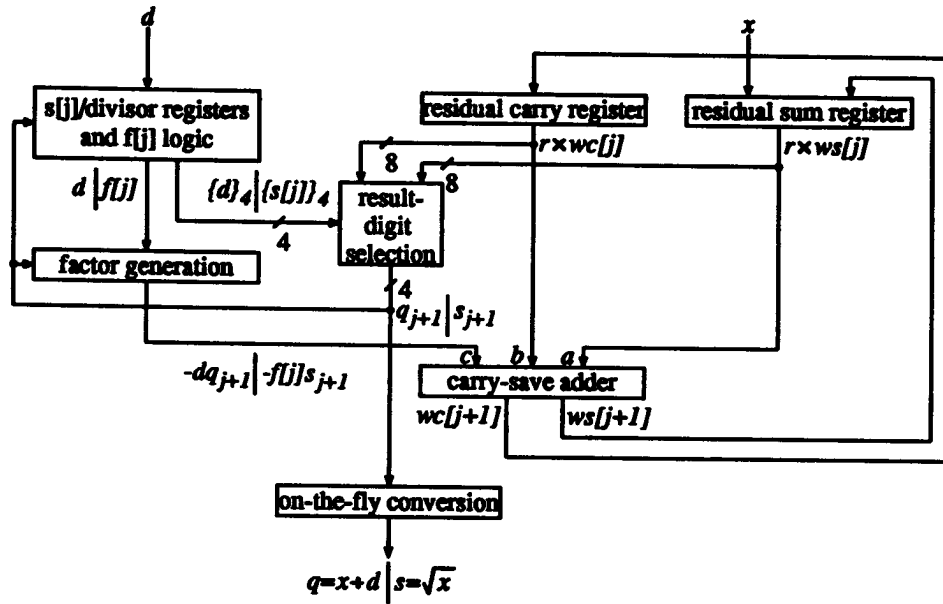 d
x
s[j]/divisor registers
and f[j] logic
residual carry register
residual sum register
r×wc[j]
r×ws[j]
8
8
d | f[j]
{d}₄ | {s[j]}₄
4
result-
digit
selection
factor generation
4
qⱼ₊₁ | sⱼ₊₁
-dqⱼ₊₁ | -f[j]sⱼ₊₁
c b a
carry-save adder
wc[j+1]
ws[j+1]
on-the-fly conversion
q=x+d | s=√x